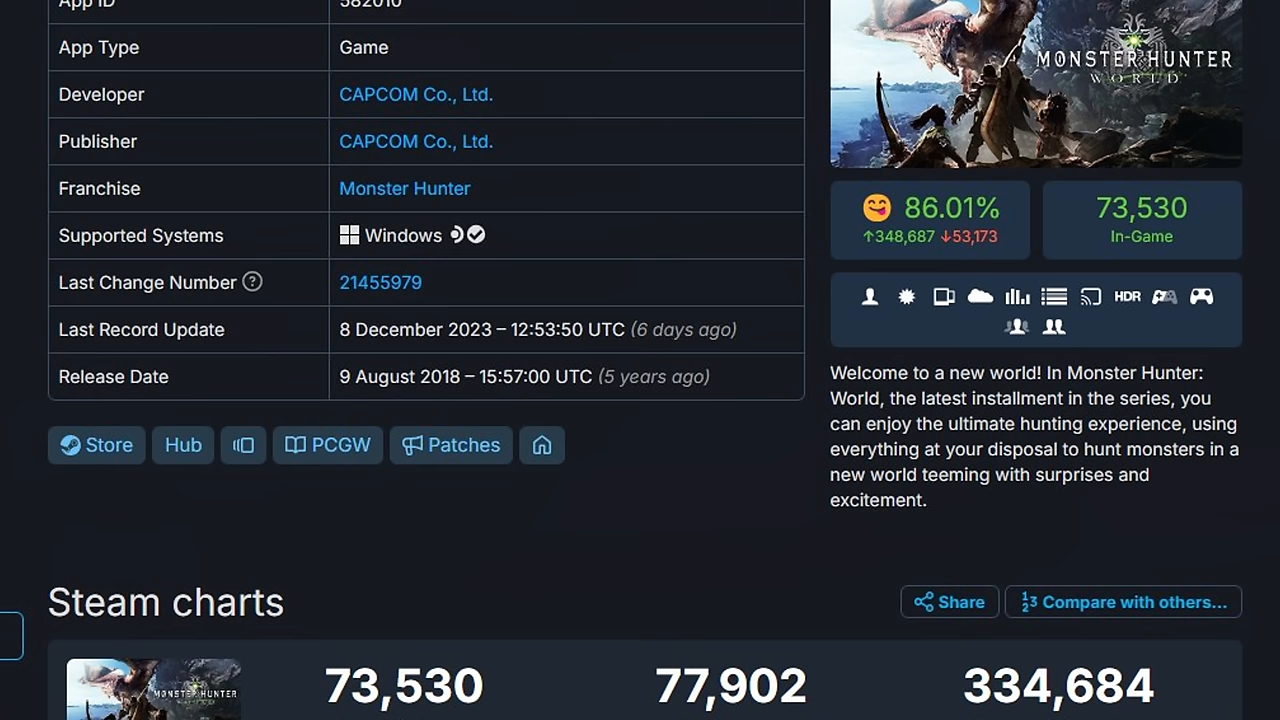 App ID 582010
App Type Game
Developer CAPCOM Co., Ltd.
Publisher CAPCOM Co., Ltd.
Franchise Monster Hunter
Supported Systems Windows
Last Change Number ? 21455979
Last Record Update 8 December 2023 – 12:53:50 UTC (6 days ago)
Release Date 9 August 2018 – 15:57:00 UTC (5 years ago)
Store Hub PCGW Patches
MONSTER HUNTER
WORLD
86.01%
↑348,687 ↓53,173
73,530
In-Game
HDR
Welcome to a new world! In Monster Hunter:
World, the latest installment in the series, you
can enjoy the ultimate hunting experience, using
everything at your disposal to hunt monsters in a
new world teeming with surprises and
excitement.
Steam charts
Share
123 Compare with others...
MONSTER HUNTER
WORLD
73,530 77,902 334,684